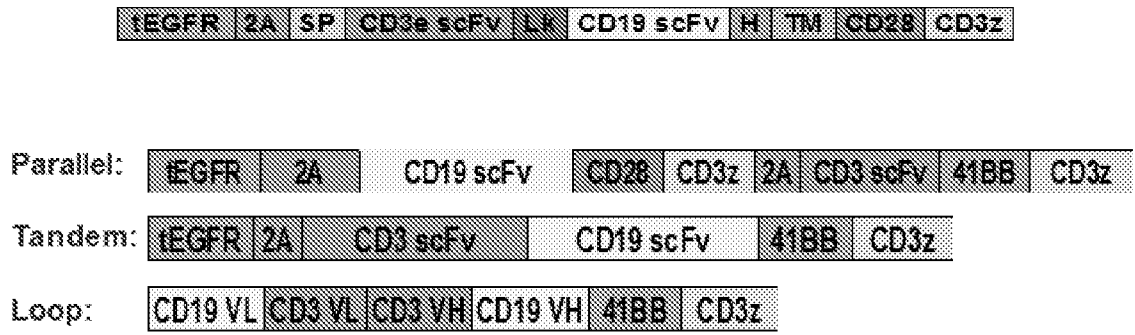 tEGFR 2A SP CD3e scFv Lk CD19 scFv H TM CD28 CD3z
Parallel: tEGFR 2A CD19 scFv CD28 CD3z 2A CD3 scFv 41BB CD3z
Tandem: tEGFR 2A CD3 scFv CD19 scFv 41BB CD3z
Loop: CD19 VL CD3 VL CD3 VH CD19 VH 41BB CD3z